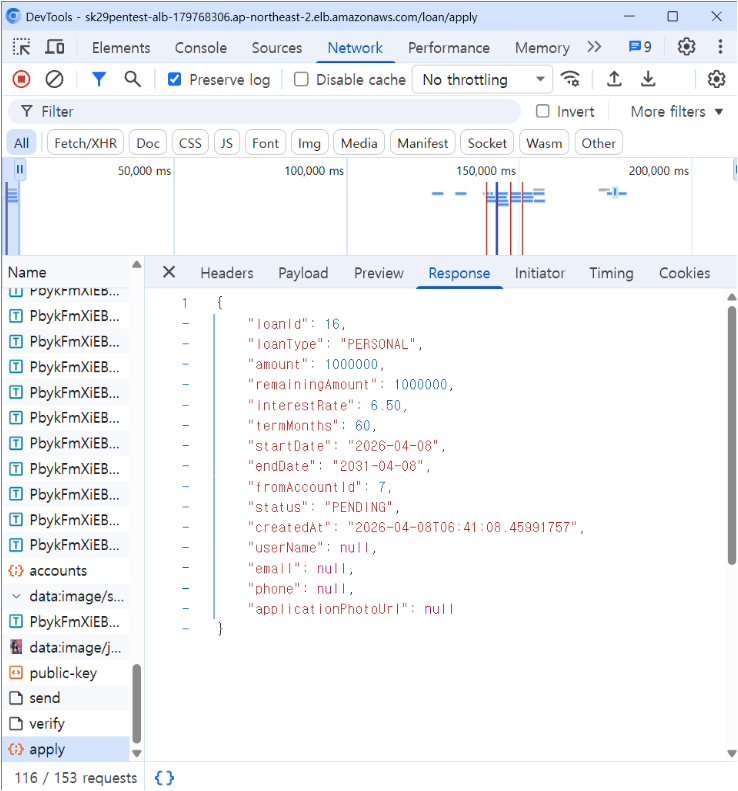 DevTools - sk29pentest-alb-179768306.ap-northeast-2.elb.amazonaws.com/loan/apply
Elements Console Sources Network Performance Memory 9
Preserve log Disable cache No throttling
Filter Invert More filters
All Fetch/XHR Doc CSS JS Font Img Media Manifest Socket Wasm Other
50,000 ms 100,000 ms 150,000 ms 200,000 ms
Name
PbykFmXiEB...
PbykFmXiEB...
PbykFmXiEB...
PbykFmXiEB...
PbykFmXiEB...
PbykFmXiEB...
PbykFmXiEB...
PbykFmXiEB...
PbykFmXiEB...
PbykFmXiEB...
PbykFmXiEB...
accounts
data:image/s...
PbykFmXiEB...
data:image/j...
public-key
send
verify
apply
116 / 153 requests
Headers Payload Preview Response Initiator Timing Cookies
1 {
"loanId": 16,
"loanType": "PERSONAL",
"amount": 1000000,
"remainingAmount": 1000000,
"interestRate": 6.50,
"termMonths": 60,
"startDate": "2026-04-08",
"endDate": "2031-04-08",
"fromAccountId": 7,
"status": "PENDING",
"createdAt": "2026-04-08T06:41:08.45991757",
"userName": null,
"email": null,
"phone": null,
"applicationPhotoUrl": null
}
{}